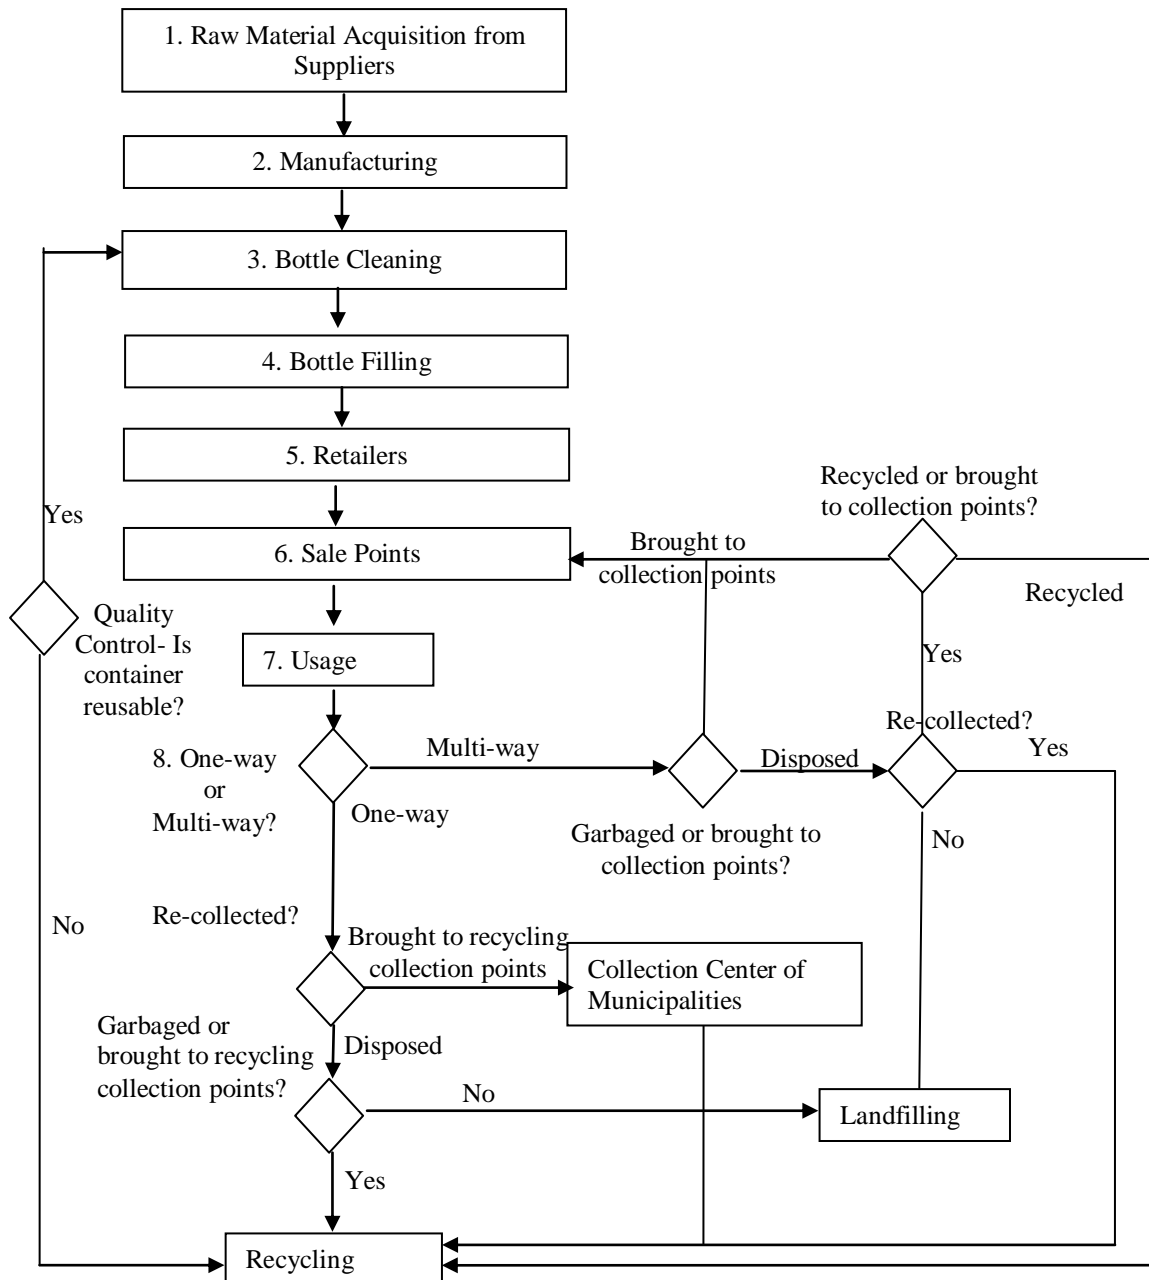 1. Raw Material Acquisition from
Suppliers
2. Manufacturing
3. Bottle Cleaning
4. Bottle Filling
5. Retailers
Recycled or brought
to collection points?
Yes
6. Sale Points
Brought to
collection points
Recycled
Quality
Control- Is
container
reusable?
7. Usage
Yes
Re-collected?
8. One-way
or
Multi-way?
Multi-way
Disposed
Yes
One-way
Garbaged or brought to
collection points?
No
No
Re-collected?
Brought to recycling
collection points
Collection Center of
Municipalities
Garbaged or
brought to recycling
collection points?
Disposed
No
Landfilling
Yes
Recycling